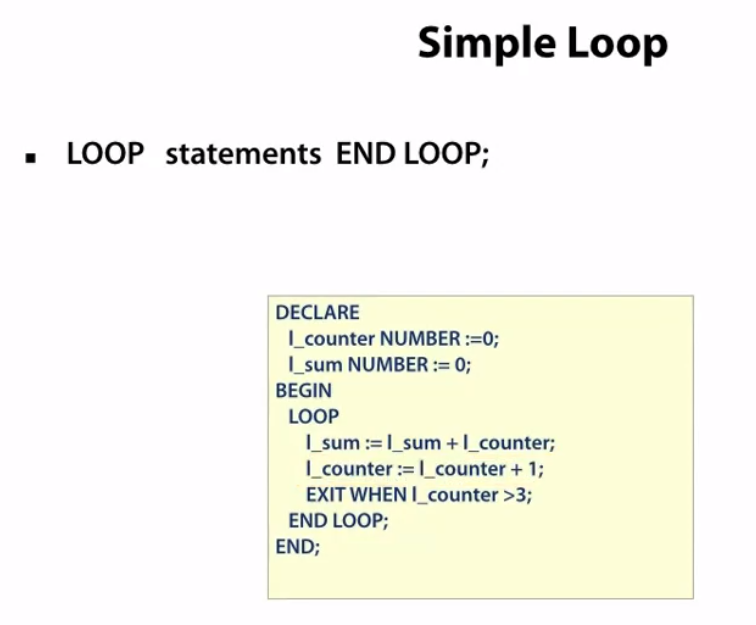 Simple Loop
▪ LOOP statements END LOOP;
DECLARE
l_counter NUMBER :=0;
l_sum NUMBER := 0;
BEGIN
LOOP
l_sum := l_sum + l_counter;
l_counter := l_counter + 1;
EXIT WHEN l_counter >3;
END LOOP;
END;